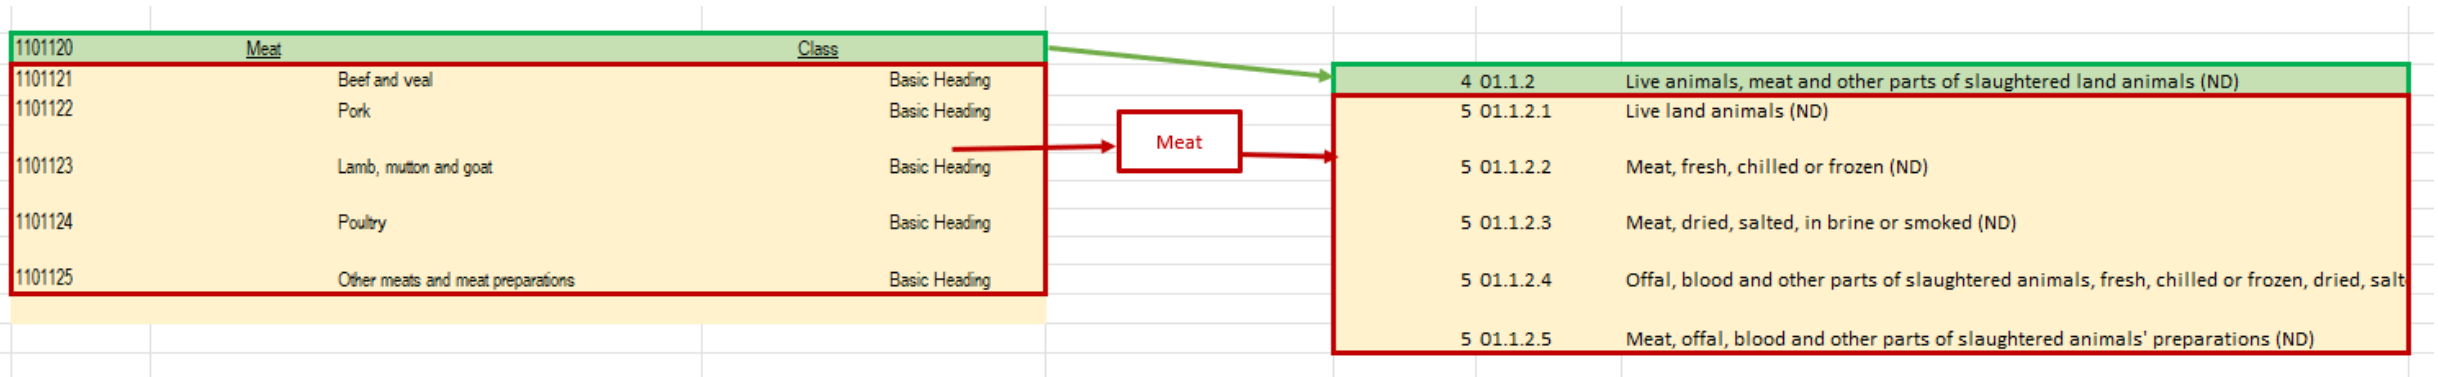 1101120 Meat Class
1101121 Beef and veal Basic Heading
1101122 Pork Basic Heading
1101123 Lamb, mutton and goat Basic Heading
1101124 Poultry Basic Heading
1101125 Other meats and meat preparations Basic Heading
Meat
4 01.1.2 Live animals, meat and other parts of slaughtered land animals (ND)
5 01.1.2.1 Live land animals (ND)
5 01.1.2.2 Meat, fresh, chilled or frozen (ND)
5 01.1.2.3 Meat, dried, salted, in brine or smoked (ND)
5 01.1.2.4 Offal, blood and other parts of slaughtered animals, fresh, chilled or frozen, dried, salt
5 01.1.2.5 Meat, offal, blood and other parts of slaughtered animals' preparations (ND)